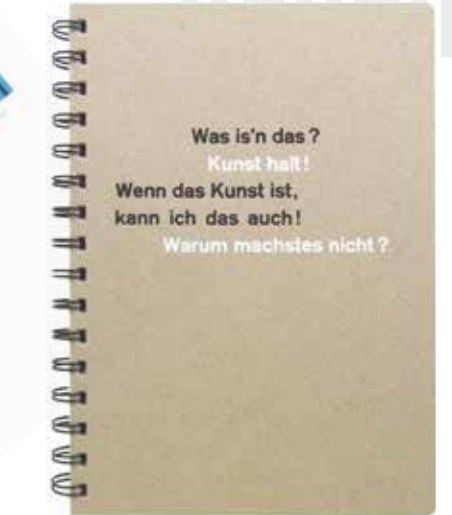 Was is'n das?
Kunst halt!
Wenn das Kunst ist,
kann ich das auch!
Warum machstes nicht?